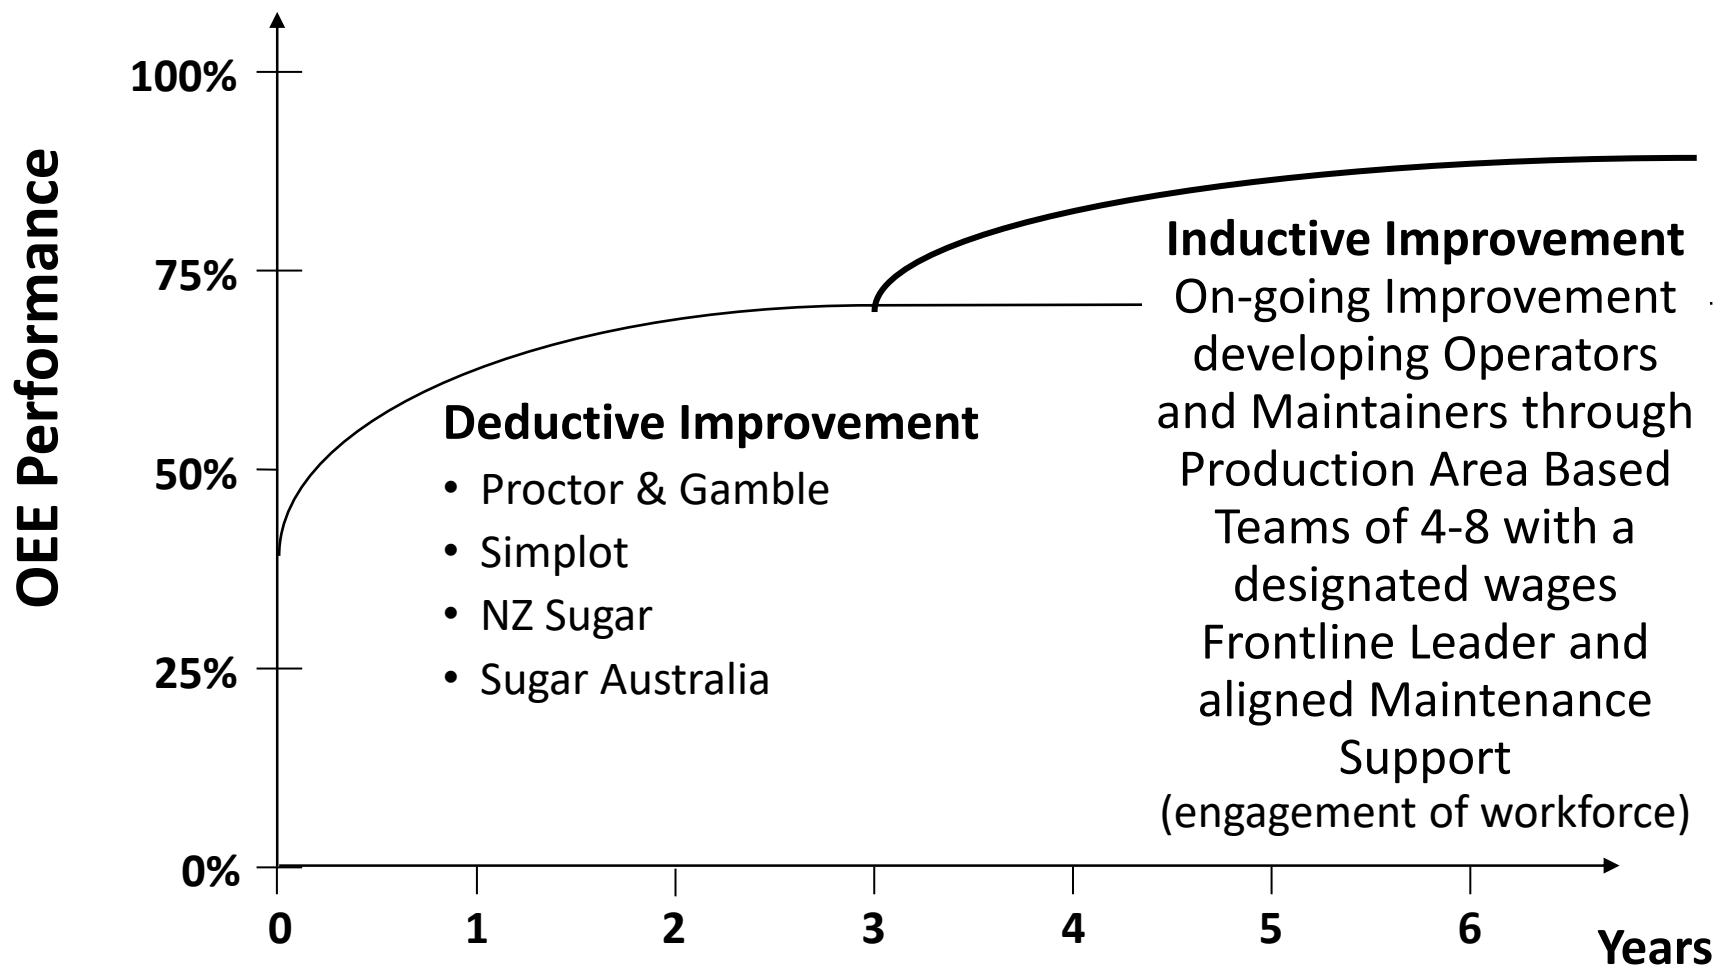 OEE Performance
100%
75%
50%
25%
0%
Deductive Improvement
• Proctor & Gamble
• Simplot
• NZ Sugar
• Sugar Australia
Inductive Improvement
On-going Improvement
developing Operators
and Maintainers through
Production Area Based
Teams of 4-8 with a
designated wages
Frontline Leader and
aligned Maintenance
Support
(engagement of workforce)
0 1 2 3 4 5 6
Years